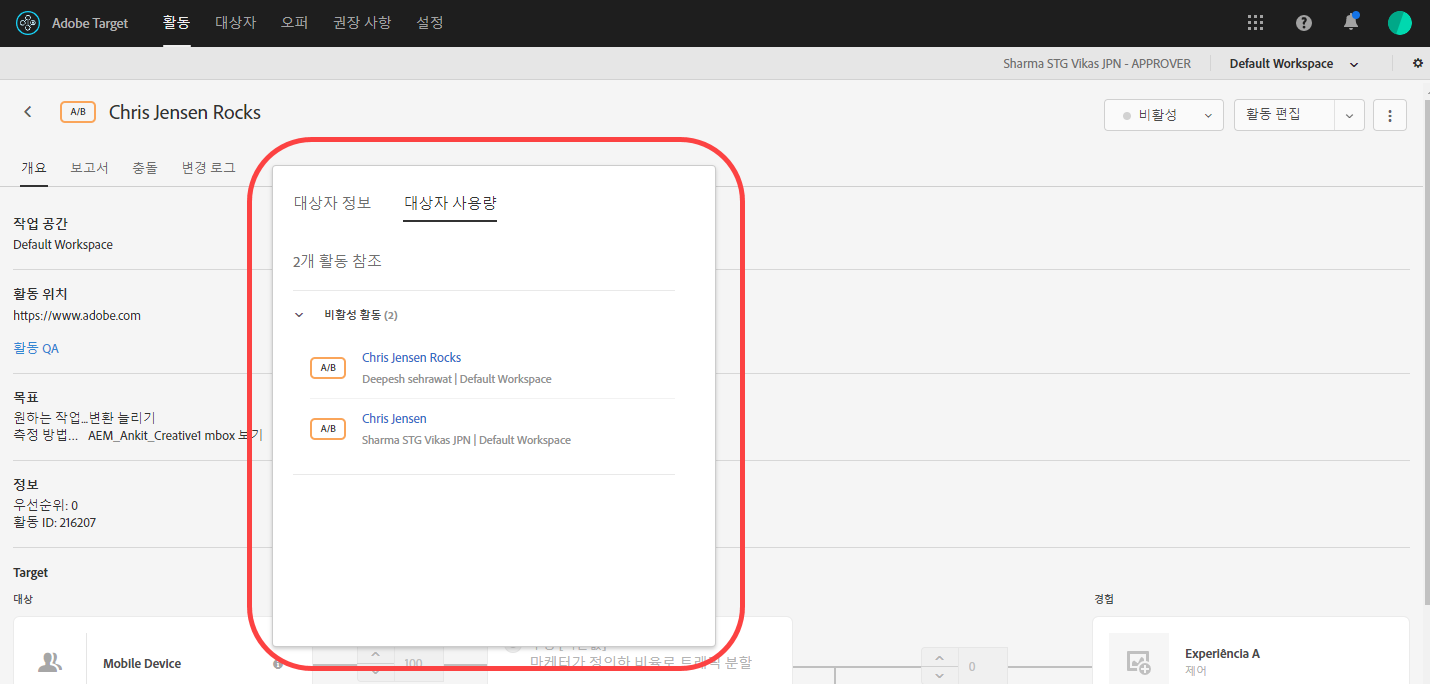 Adobe Target 활동 대상자 오퍼 권장 사항 설정
Sharma STG Vikas JPN - APPROVER Default Workspace
A/B Chris Jensen Rocks 비활성 활동 편집
개요 보고서 충돌 변경 로그
작업 공간
Default Workspace
활동 위치
https://www.adobe.com
활동 QA
목표
원하는 작업...변환 늘리기
측정 방법... AEM_Ankit_Creative1 mbox 보기
정보
우선순위: 0
활동 ID: 216207
대상자 정보 대상자 사용량
2개 활동 참조
비활성 활동 (2)
A/B Chris Jensen Rocks
Deepesh sehrawat | Default Workspace
A/B Chris Jensen
Sharma STG Vikas JPN | Default Workspace
Target
대상 경험
Mobile Device 100 마케터가 정의한 비율로 트래픽 분할 0 Experiência A
제어